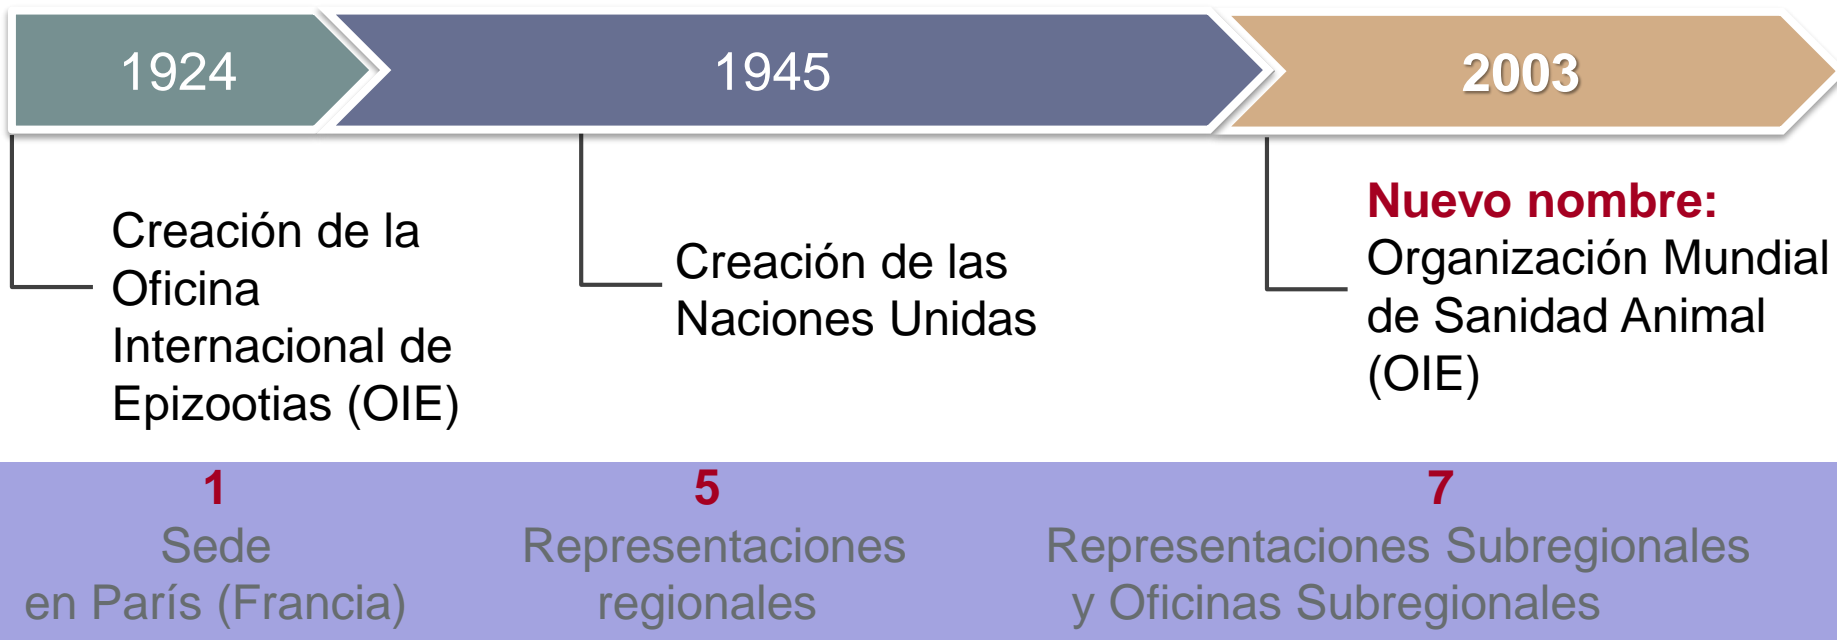 1924
1945
2003
Creación de la
Oficina
Internacional de
Epizootias (OIE)
Creación de las
Naciones Unidas
Nuevo nombre:
Organización Mundial
de Sanidad Animal
(OIE)
1
Sede
en París (Francia)
5
Representaciones
regionales
7
Representaciones Subregionales
y Oficinas Subregionales